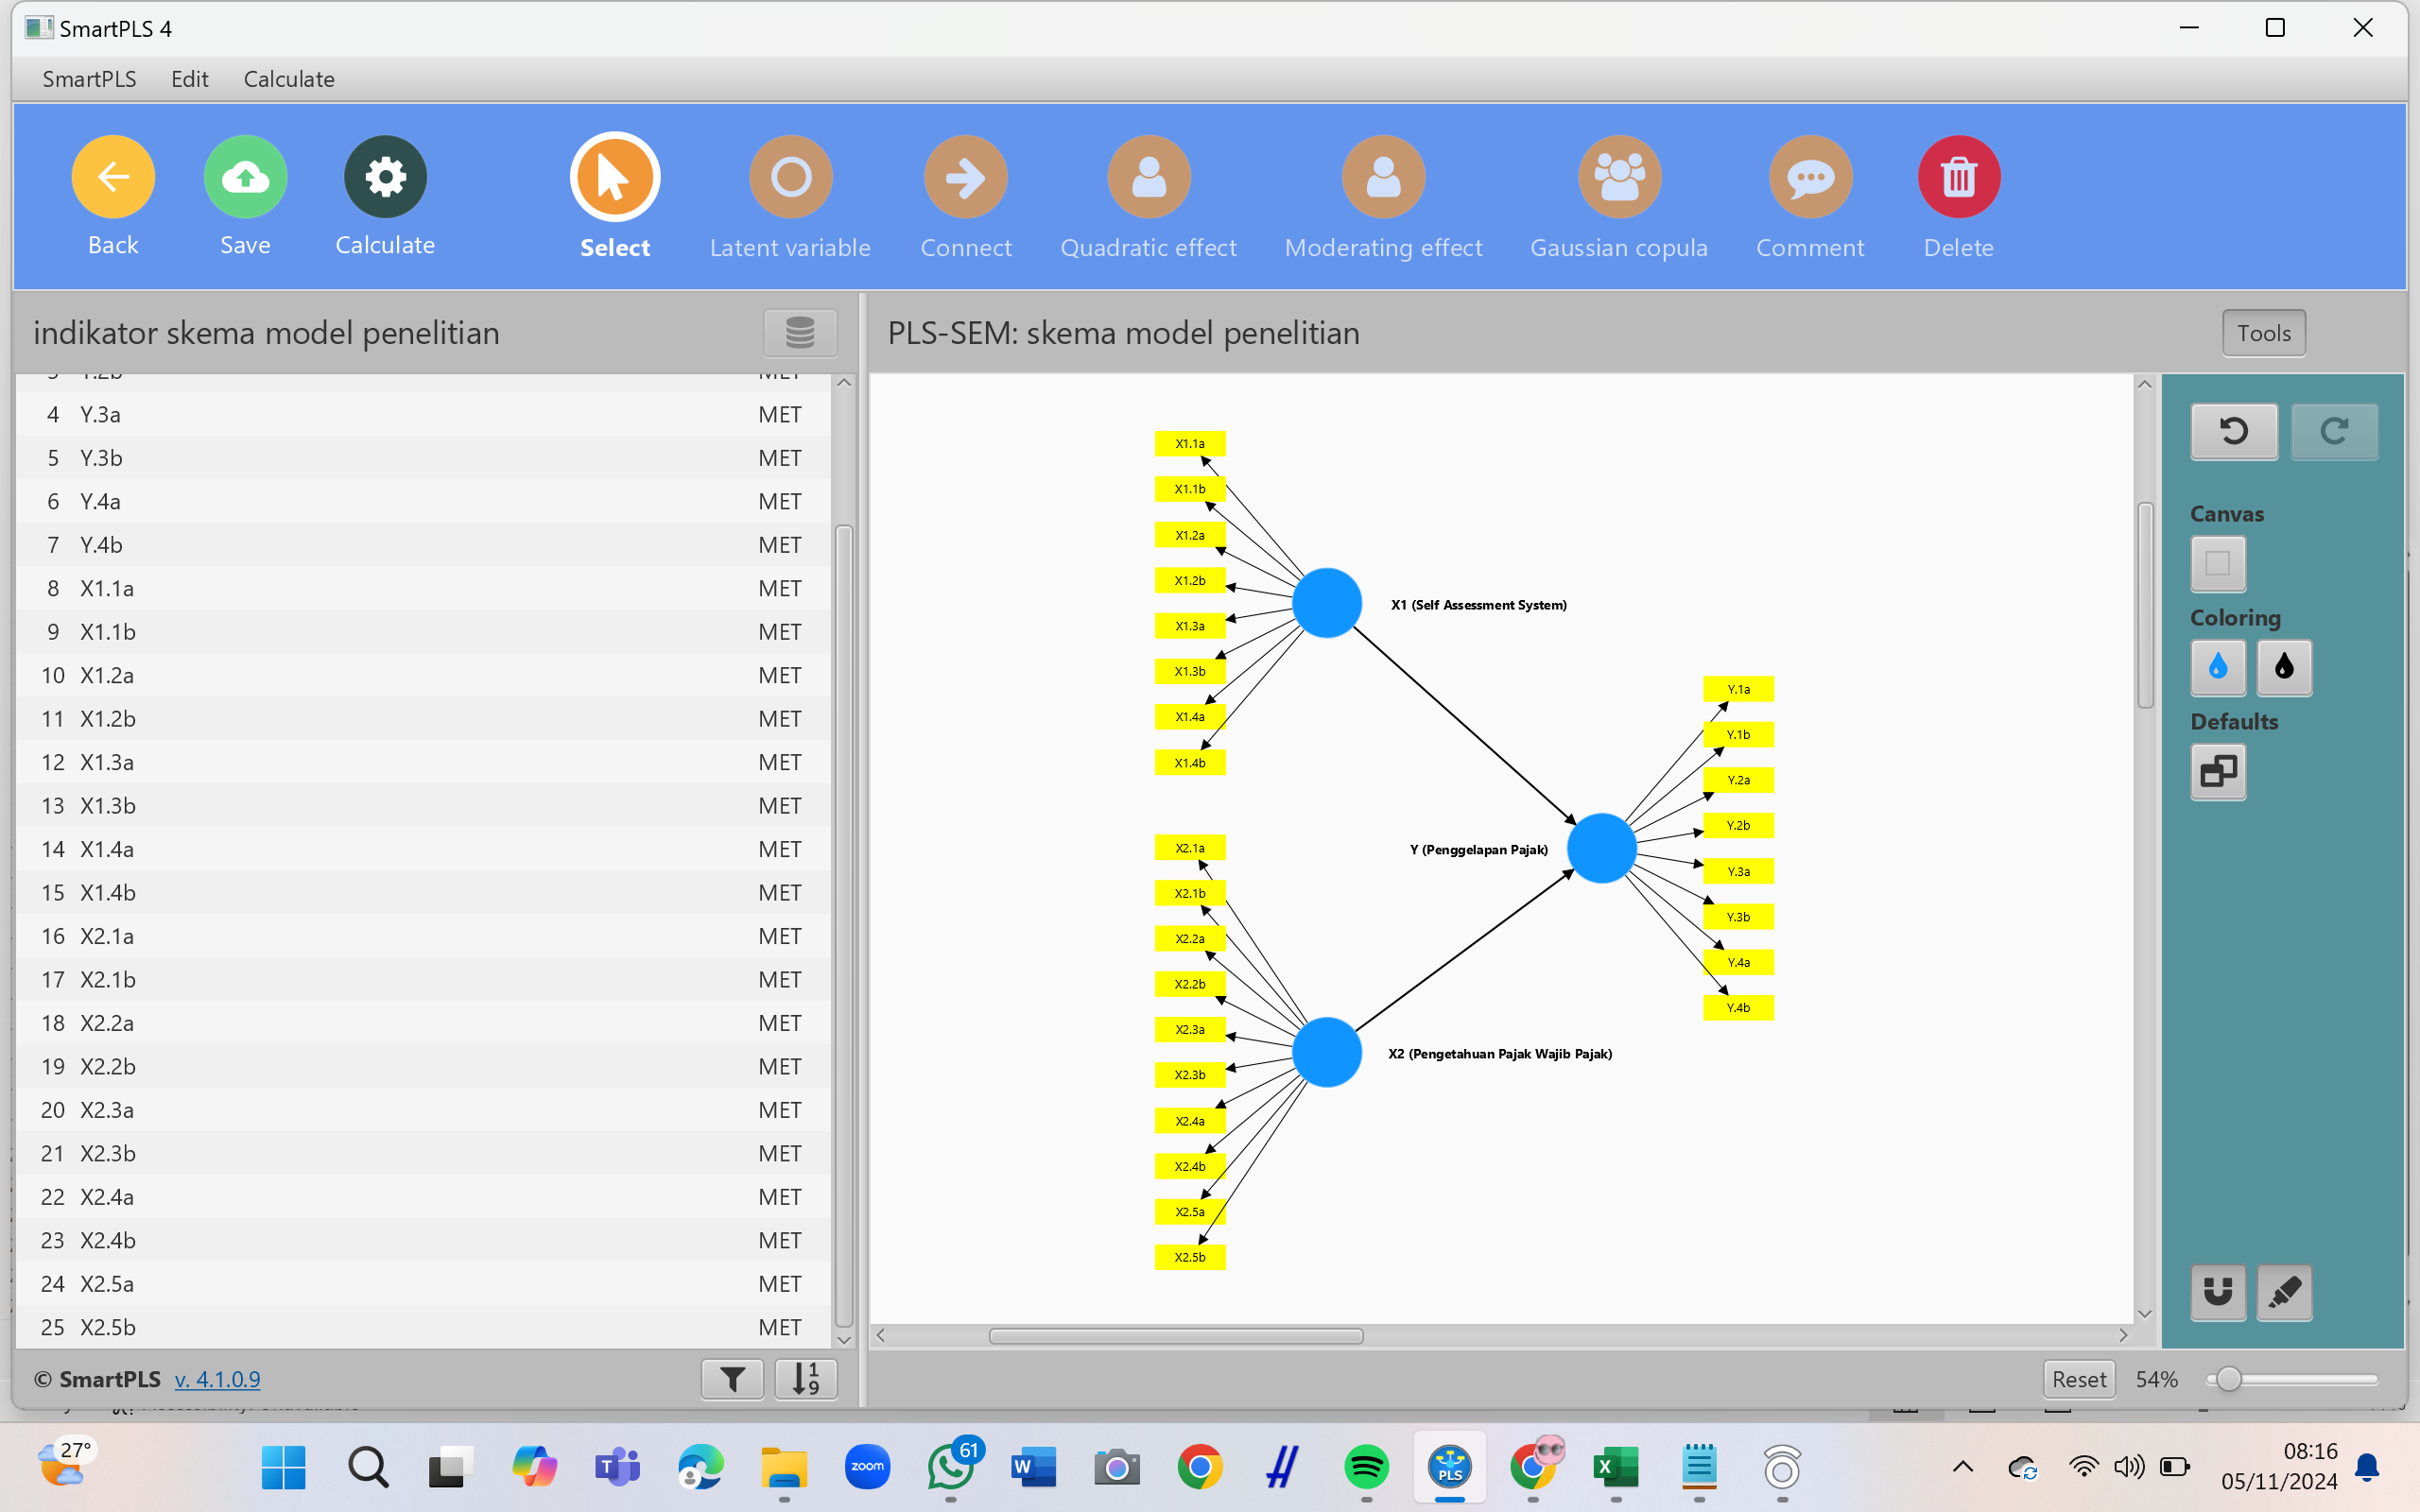 SmartPLS 4
SmartPLS Edit Calculate
Back Save Calculate Select Latent variable Connect Quadratic effect Moderating effect Gaussian copula Comment Delete
indikator skema model penelitian
4 Y.3a MET
5 Y.3b MET
6 Y.4a MET
7 Y.4b MET
8 X1.1a MET
9 X1.1b MET
10 X1.2a MET
11 X1.2b MET
12 X1.3a MET
13 X1.3b MET
14 X1.4a MET
15 X1.4b MET
16 X2.1a MET
17 X2.1b MET
18 X2.2a MET
19 X2.2b MET
20 X2.3a MET
21 X2.3b MET
22 X2.4a MET
23 X2.4b MET
24 X2.5a MET
25 X2.5b MET
© SmartPLS v. 4.1.0.9
1
9
PLS-SEM: skema model penelitian
Tools
X1.1a
X1.1b
X1.2a
X1.2b
X1.3a
X1.3b
X1.4a
X1.4b
X1 (Self Assessment System)
X2.1a
X2.1b
X2.2a
X2.2b
X2.3a
X2.3b
X2.4a
X2.4b
X2.5a
X2.5b
X2 (Pengetahuan Pajak Wajib Pajak)
Y (Penggelapan Pajak)
Y.1a
Y.1b
Y.2a
Y.2b
Y.3a
Y.3b
Y.4a
Y.4b
Canvas
Coloring
Defaults
Reset 54%
27°
zoom
61
W
PLS
X
T
08:16
05/11/2024